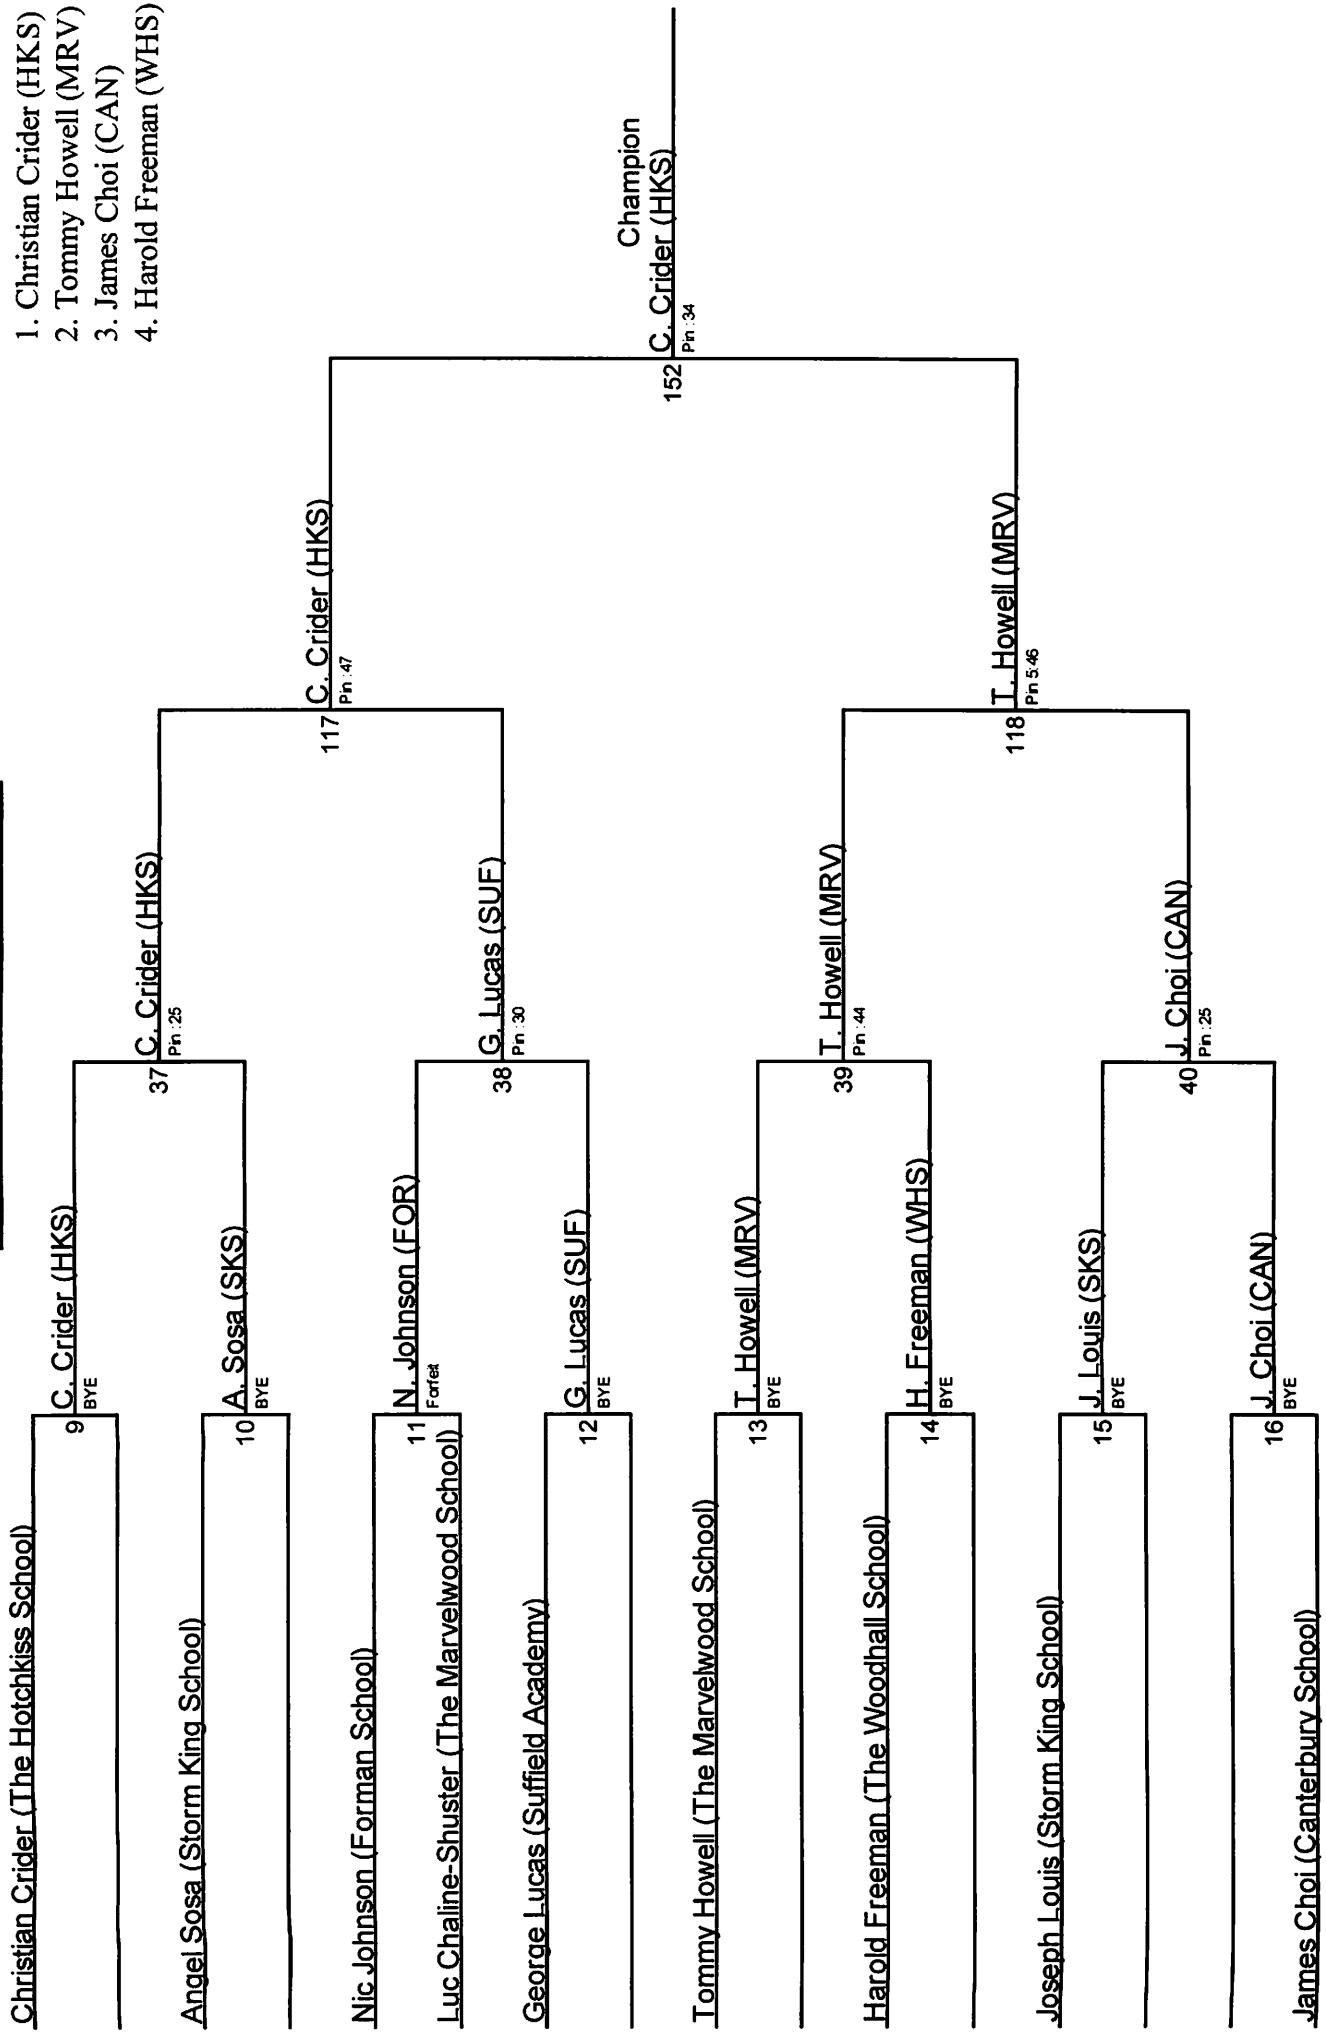 1. Christian Crider (HKS)
2. Tommy Howell (MRV)
3. James Choi (CAN)
4. Harold Freeman (WHS)
Christian Crider (The Hotchkiss School)
9
C. Crider (HKS)
BYE
Angel Sosa (Storm King School)
10
A. Sosa (SKS)
BYE
37
C. Crider (HKS)
Pin :25
Nic Johnson (Forman School)
Luc Chaline-Shuster (The Marvelwood School)
11
N. Johnson (FOR)
Forfeit
George Lucas (Suffield Academy)
12
G. Lucas (SUF)
BYE
38
G. Lucas (SUF)
Pin :30
117
C. Crider (HKS)
Pin :47
Tommy Howell (The Marvelwood School)
13
T. Howell (MRV)
BYE
Harold Freeman (The Woodhall School)
14
H. Freeman (WHS)
BYE
39
T. Howell (MRV)
Pin :44
Joseph Louis (Storm King School)
15
J. Louis (SKS)
BYE
James Choi (Canterbury School)
16
J. Choi (CAN)
BYE
40
J. Choi (CAN)
Pin :25
118
T. Howell (MRV)
Pin 5:46
152
Champion
C. Crider (HKS)
Pin :34